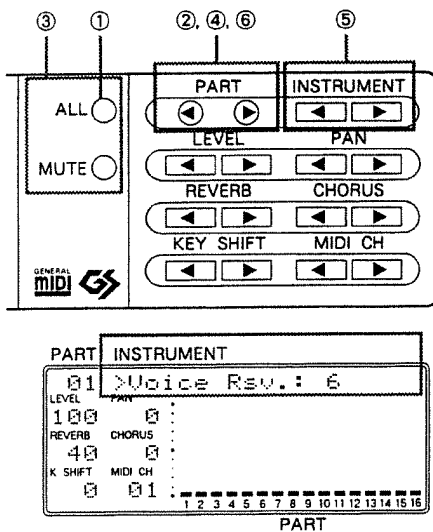 ③ ① ②, ④, ⑥ ⑤
PART INSTRUMENT
ALL
LEVEL PAN
MUTE
REVERB CHORUS
KEY SHIFT MIDI CH
GENERAL
MIDI GS
PART INSTRUMENT
01 >Voice Rsv.: 6
LEVEL PAN
100 0
REVERB CHORUS
40 0
K SHIFT MIDI CH
0 01
1 2 3 4 5 6 7 8 9 10 11 12 13 14 15 16
PART